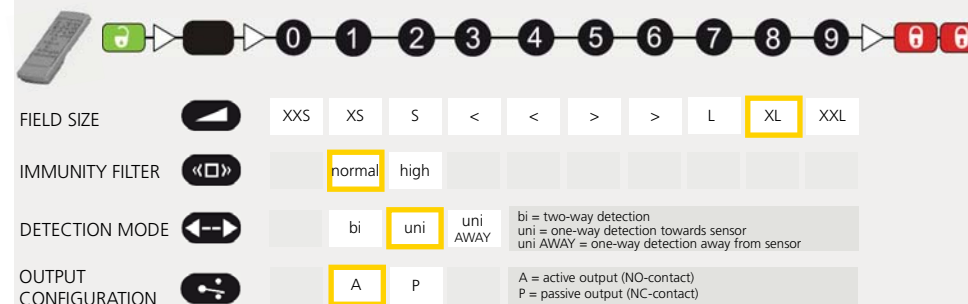 0 1 2 3 4 5 6 7 8 9
FIELD SIZE XXS XS S < < > > L XL XXL
IMMUNITY FILTER normal high
DETECTION MODE bi uni uni AWAY
bi = two-way detection
uni = one-way detection towards sensor
uni AWAY = one-way detection away from sensor
OUTPUT CONFIGURATION A P
A = active output (NO-contact)
P = passive output (NC-contact)